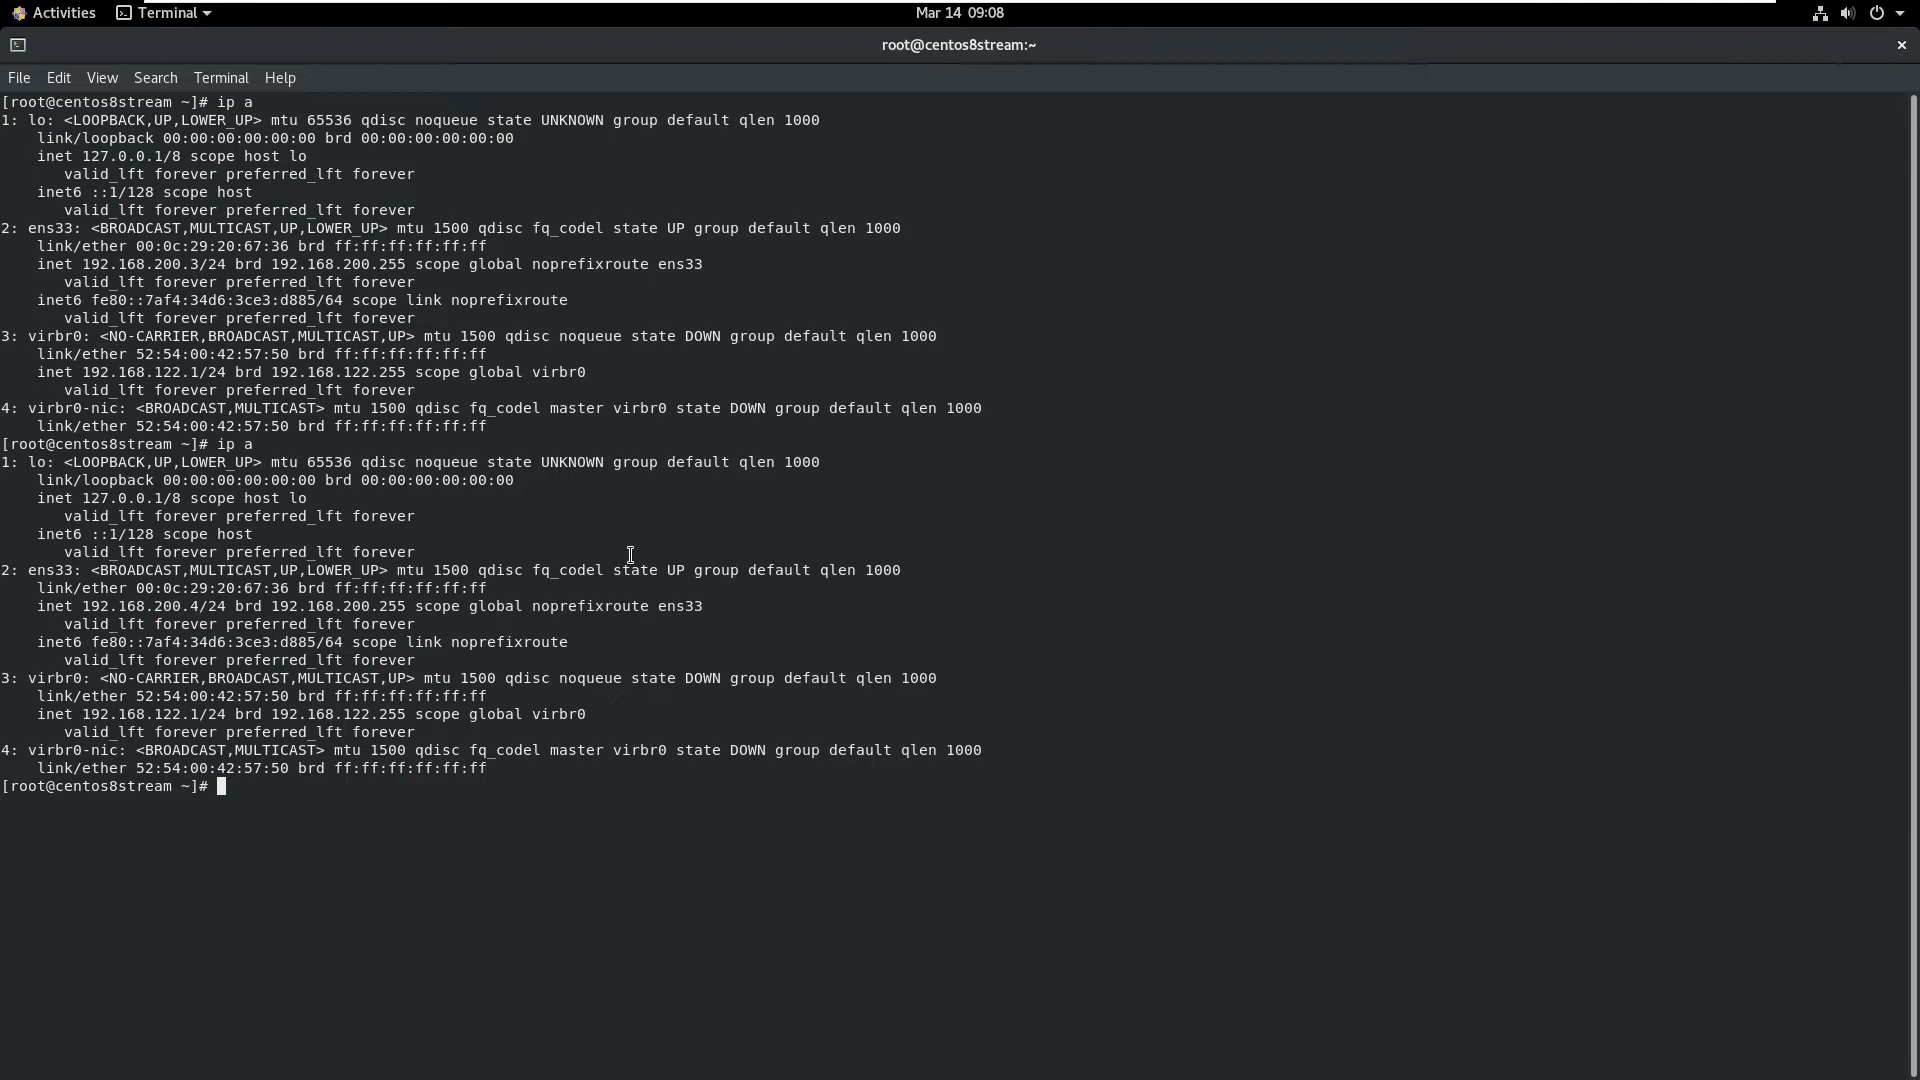 Activities Terminal Mar 14 09:08
root@centos8stream:~
File Edit View Search Terminal Help
[root@centos8stream ~]# ip a
1: lo: <LOOPBACK,UP,LOWER_UP> mtu 65536 qdisc noqueue state UNKNOWN group default qlen 1000
    link/loopback 00:00:00:00:00:00 brd 00:00:00:00:00:00
    inet 127.0.0.1/8 scope host lo
       valid_lft forever preferred_lft forever
    inet6 ::1/128 scope host
       valid_lft forever preferred_lft forever
2: ens33: <BROADCAST,MULTICAST,UP,LOWER_UP> mtu 1500 qdisc fq_codel state UP group default qlen 1000
    link/ether 00:0c:29:20:67:36 brd ff:ff:ff:ff:ff:ff
    inet 192.168.200.3/24 brd 192.168.200.255 scope global noprefixroute ens33
       valid_lft forever preferred_lft forever
    inet6 fe80::7af4:34d6:3ce3:d885/64 scope link noprefixroute
       valid_lft forever preferred_lft forever
3: virbr0: <NO-CARRIER,BROADCAST,MULTICAST,UP> mtu 1500 qdisc noqueue state DOWN group default qlen 1000
    link/ether 52:54:00:42:57:50 brd ff:ff:ff:ff:ff:ff
    inet 192.168.122.1/24 brd 192.168.122.255 scope global virbr0
       valid_lft forever preferred_lft forever
4: virbr0-nic: <BROADCAST,MULTICAST> mtu 1500 qdisc fq_codel master virbr0 state DOWN group default qlen 1000
    link/ether 52:54:00:42:57:50 brd ff:ff:ff:ff:ff:ff
[root@centos8stream ~]# ip a
1: lo: <LOOPBACK,UP,LOWER_UP> mtu 65536 qdisc noqueue state UNKNOWN group default qlen 1000
    link/loopback 00:00:00:00:00:00 brd 00:00:00:00:00:00
    inet 127.0.0.1/8 scope host lo
       valid_lft forever preferred_lft forever
    inet6 ::1/128 scope host
       valid_lft forever preferred_lft forever
2: ens33: <BROADCAST,MULTICAST,UP,LOWER_UP> mtu 1500 qdisc fq_codel state UP group default qlen 1000
    link/ether 00:0c:29:20:67:36 brd ff:ff:ff:ff:ff:ff
    inet 192.168.200.4/24 brd 192.168.200.255 scope global noprefixroute ens33
       valid_lft forever preferred_lft forever
    inet6 fe80::7af4:34d6:3ce3:d885/64 scope link noprefixroute
       valid_lft forever preferred_lft forever
3: virbr0: <NO-CARRIER,BROADCAST,MULTICAST,UP> mtu 1500 qdisc noqueue state DOWN group default qlen 1000
    link/ether 52:54:00:42:57:50 brd ff:ff:ff:ff:ff:ff
    inet 192.168.122.1/24 brd 192.168.122.255 scope global virbr0
       valid_lft forever preferred_lft forever
4: virbr0-nic: <BROADCAST,MULTICAST> mtu 1500 qdisc fq_codel master virbr0 state DOWN group default qlen 1000
    link/ether 52:54:00:42:57:50 brd ff:ff:ff:ff:ff:ff
[root@centos8stream ~]#